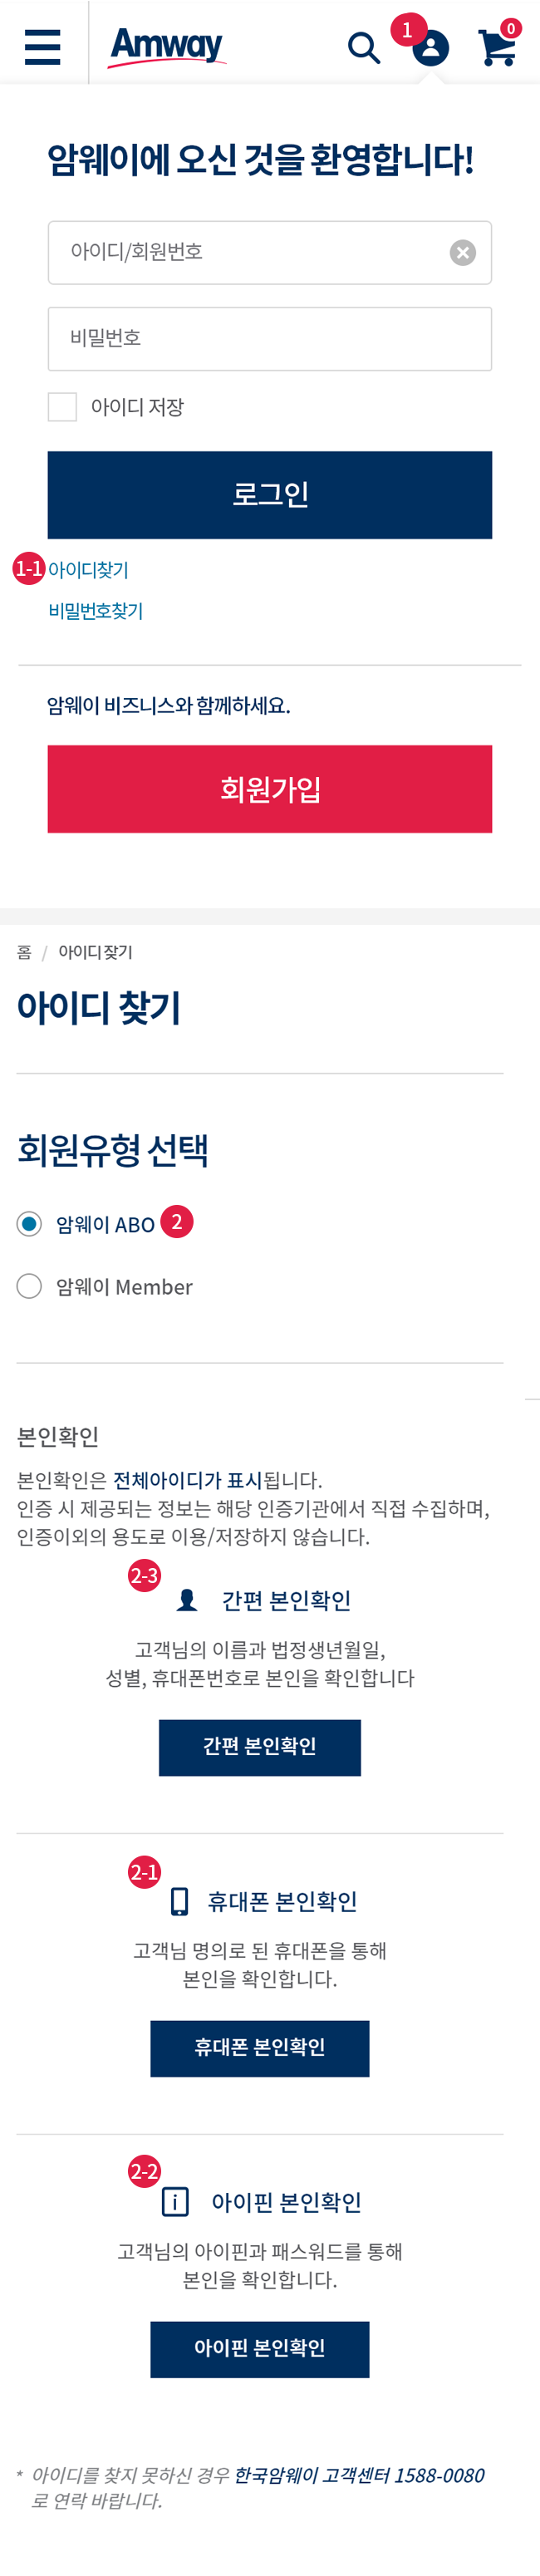 Amway
1
0
암웨이에 오신 것을 환영합니다!
아이디/회원번호
비밀번호
아이디 저장
로그인
1-1 아이디찾기
비밀번호찾기
암웨이 비즈니스와 함께하세요.
회원가입
홈 / 아이디 찾기
아이디 찾기
회원유형 선택
암웨이 ABO 2
암웨이 Member
본인확인
본인확인은 전체아이디가 표시됩니다.
인증 시 제공되는 정보는 해당 인증기관에서 직접 수집하며,
인증이외의 용도로 이용/저장하지 않습니다.
2-3
간편 본인확인
고객님의 이름과 법정생년월일,
성별, 휴대폰번호로 본인을 확인합니다
간편 본인확인
2-1
휴대폰 본인확인
고객님 명의로 된 휴대폰을 통해
본인을 확인합니다.
휴대폰 본인확인
2-2
i 아이핀 본인확인
고객님의 아이핀과 패스워드를 통해
본인을 확인합니다.
아이핀 본인확인
* 아이디를 찾지 못하신 경우 한국암웨이 고객센터 1588-0080
로 연락 바랍니다.